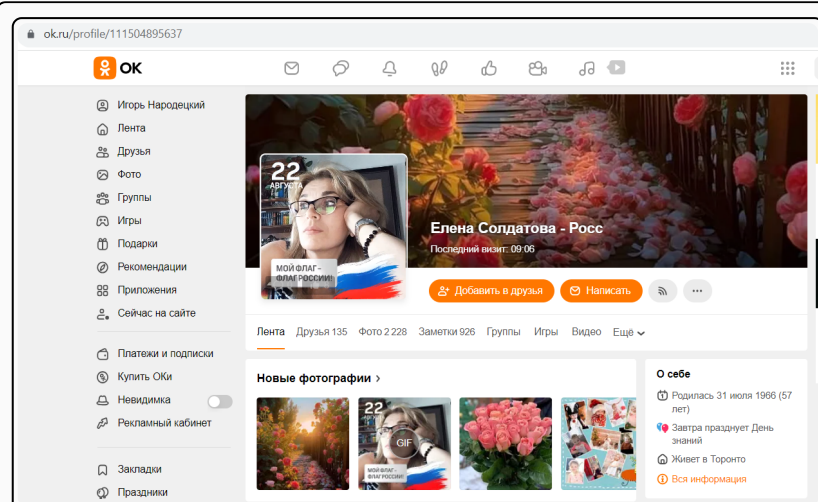 ok.ru/profile/111504895637
ОК
Игорь Народецкий
Лента
Друзья
Фото
Группы
Игры
Подарки
Рекомендации
Приложения
Сейчас на сайте
Платежи и подписки
Купить ОКи
Невидимка
Рекламный кабинет
Закладки
Праздники
22
АВГУСТА
МОЙ ФЛАГ -
ФЛАГ РОССИИ!
Елена Солдатова - Росс
Последний визит: 09:06
Добавить в друзья
Написать
Лента Друзья 135 Фото 2 228 Заметки 926 Группы Игры Видео Ещё
Новые фотографии
22
GIF
МОЙ ФЛАГ -
ФЛАГ РОССИИ!
О себе
Родилась 31 июля 1966 (57
лет)
Завтра празднует День
знаний
Живет в Торонто
Вся информация